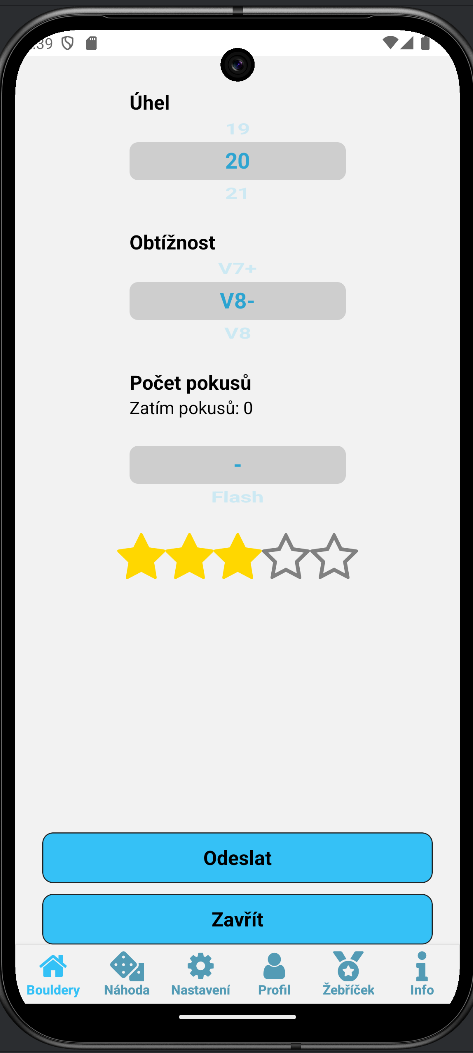 :39
Úhel
19
20
21
Obtížnost
V7+
V8-
V8
Počet pokusů
Zatím pokusů: 0
-
Flash
Odeslat
Zavřít
Bouldery Náhoda Nastavení Profil Žebříček Info